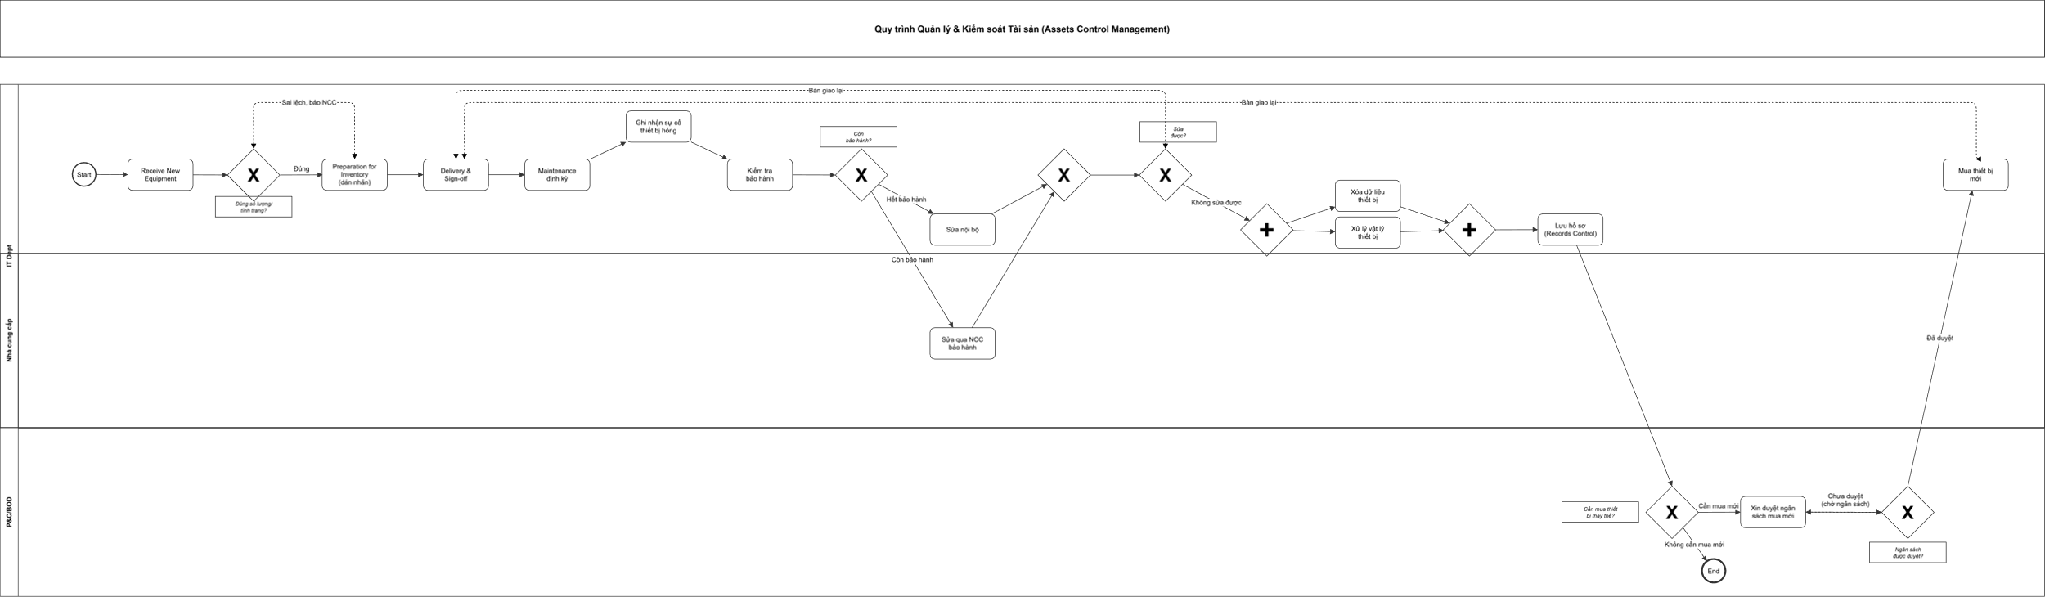 Quy trình Quản lý & Kiểm soát Tài sản (Assets Control Management)
Bàn giao lại
Sai lệch, báo NCC
Bàn giao lại
Ghi nhận sự cố
thiết bị hỏng
Còn
bảo hành?
Sửa
được?
Start
Receive New
Equipment
X
Đúng
Preparation for
Inventory
(dán nhãn)
Delivery &
Sign-off
Maintenance
định kỳ
Kiểm tra
bảo hành
X
X
X
Mua thiết bị
mới
Đúng số lượng/
tình trạng?
Hết bảo hành
Không sửa được
Xóa dữ liệu
thiết bị
Sửa nội bộ
Xử lý vật lý
thiết bị
Lưu hồ sơ
(Records Control)
IT Dept
Còn bảo hành
Nhà cung cấp
Sửa qua NCC
bảo hành
Đã duyệt
P&C/BOD
Cần mua thiết
bị thay thế?
X
Cần mua mới
Xin duyệt ngân
sách mua mới
Chưa duyệt
(chờ ngân sách)
X
Không cần mua mới
Ngân sách
được duyệt?
End